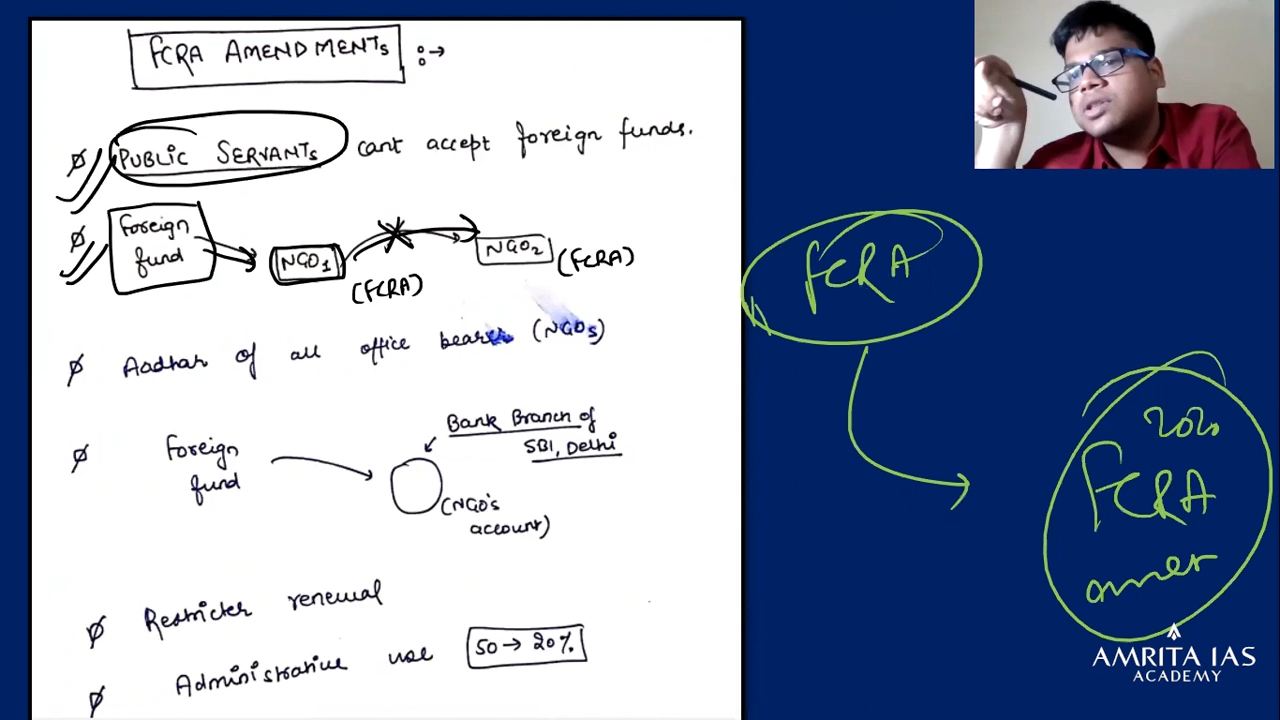 FCRA AMENDMENTS :→
PUBLIC SERVANTS cant accept foreign funds.
Foreign
fund
NGO1
(FCRA)
NGO2
(FCRA)
Aadhar of all office bearers (NGOs)
Foreign
fund
Bank Branch of
SBI, Delhi
(NGO's
account)
Restricter renewal
Administrative use 50 → 20%
FCRA
2020
FCRA
AMRITA IAS
ACADEMY